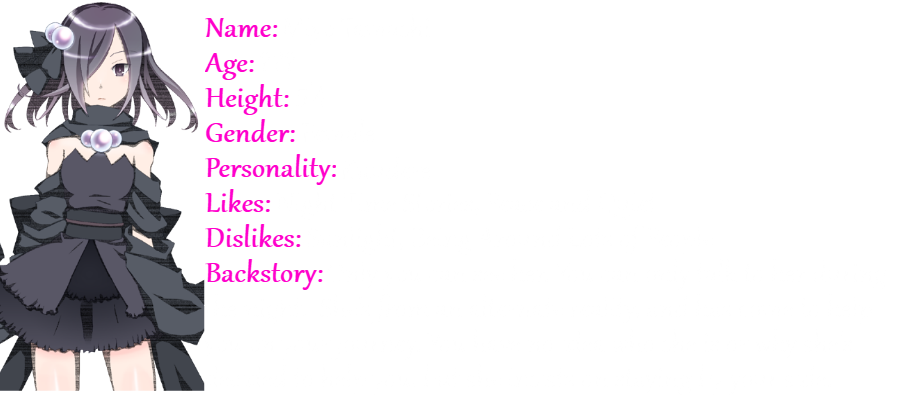 Name:
Age:
Height:
Gender:
Personality:
Likes:
Dislikes:
Backstory: